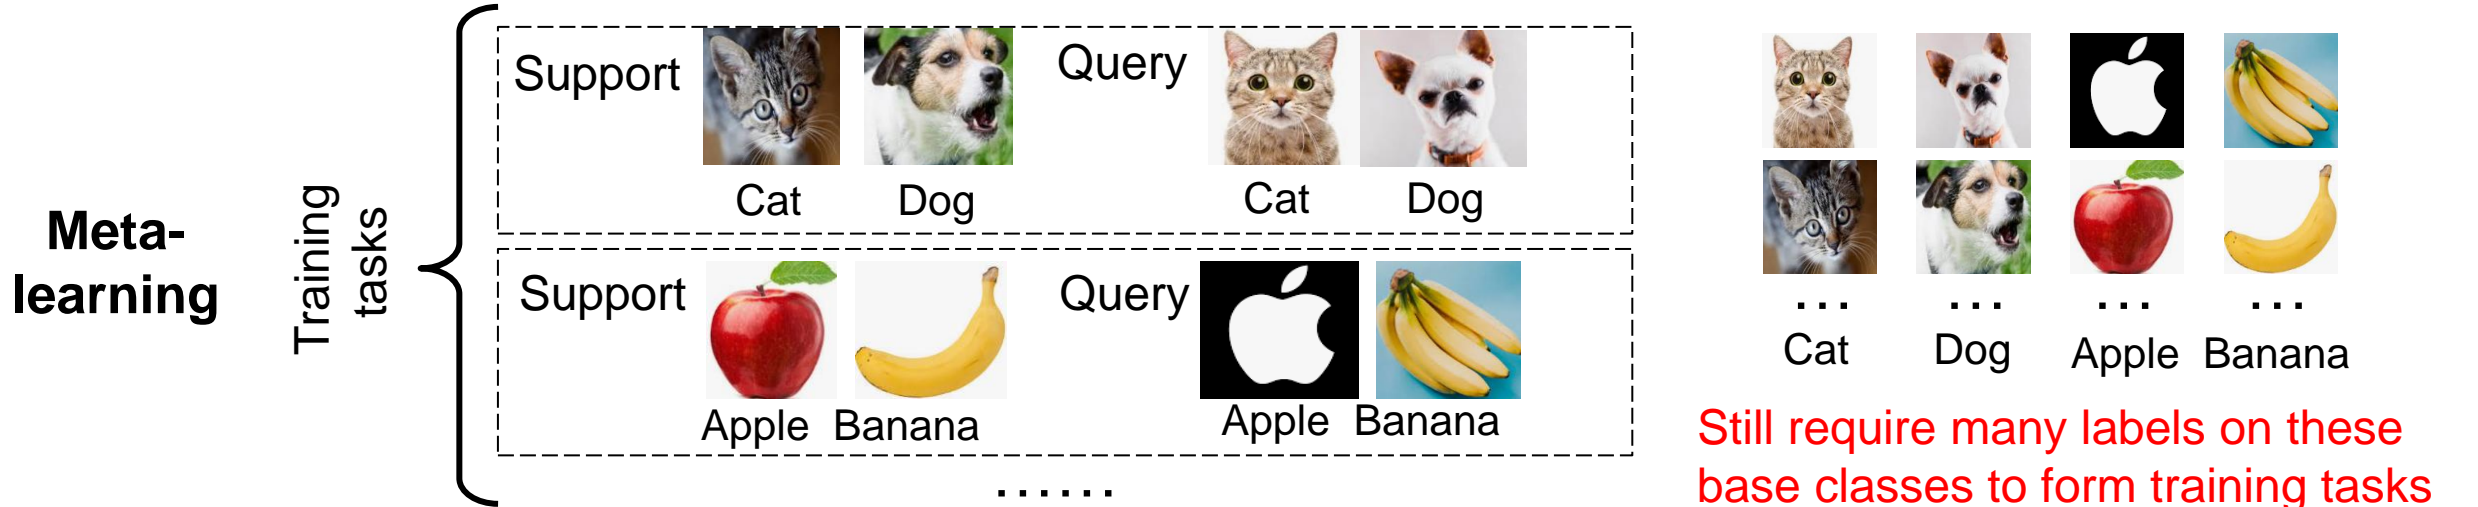 Meta-
learning
Training
tasks
Support
Cat Dog
Query
Cat Dog
Support
Apple Banana
Query
Apple Banana
......
... ... ... ...
Cat Dog Apple Banana
Still require many labels on these
base classes to form training tasks